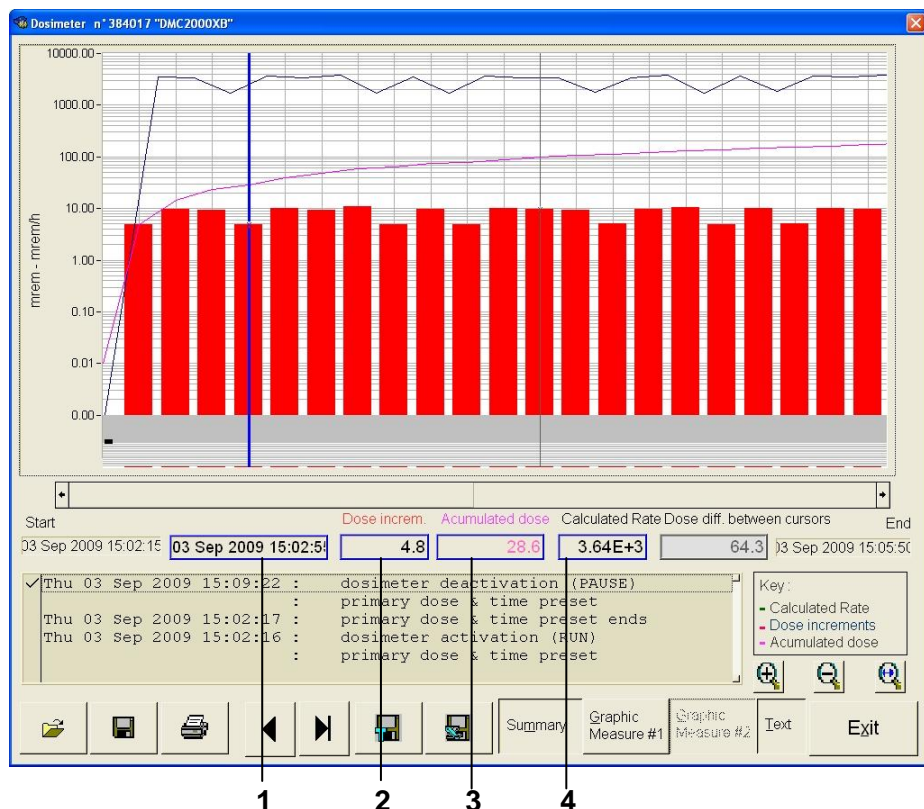 Dosimeter n° 384017 "DMC2000XB"
10000.00
1000.00
100.00
10.00
1.00
0.10
0.01
0.00
mrem - mrem/h
Start
Dose increm. Acumulated dose Calculated Rate Dose diff. between cursors
End
03 Sep 2009 15:02:15 03 Sep 2009 15:02:5 4.8 28.6 3.64E+3 64.3 03 Sep 2009 15:05:50
Thu 03 Sep 2009 15:09:22 : dosimeter deactivation (PAUSE)
: primary dose & time preset
Thu 03 Sep 2009 15:02:17 : primary dose & time preset ends
Thu 03 Sep 2009 15:02:16 : dosimeter activation (RUN)
: primary dose & time preset
Key :
- Calculated Rate
- Dose increments
- Acumulated dose
Summary
Graphic
Measure #1
Graphic
Measure #2
Text
Exit
1 2 3 4